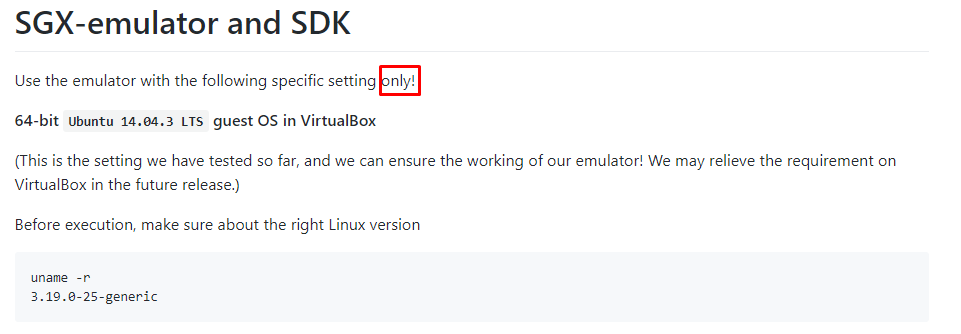 SGX-emulator and SDK
Use the emulator with the following specific setting only!
64-bit Ubuntu 14.04.3 LTS guest OS in VirtualBox
(This is the setting we have tested so far, and we can ensure the working of our emulator! We may relieve the requirement on
VirtualBox in the future release.)
Before execution, make sure about the right Linux version
uname -r
3.19.0-25-generic